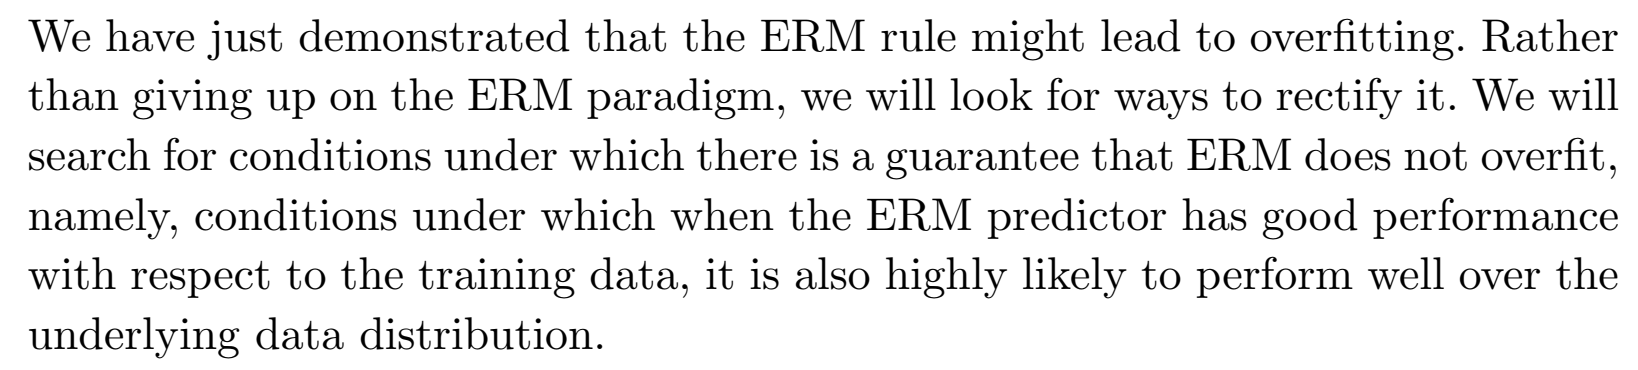 We have just demonstrated that the ERM rule might lead to overfitting. Rather
than giving up on the ERM paradigm, we will look for ways to rectify it. We will
search for conditions under which there is a guarantee that ERM does not overfit,
namely, conditions under which when the ERM predictor has good performance
with respect to the training data, it is also highly likely to perform well over the
underlying data distribution.